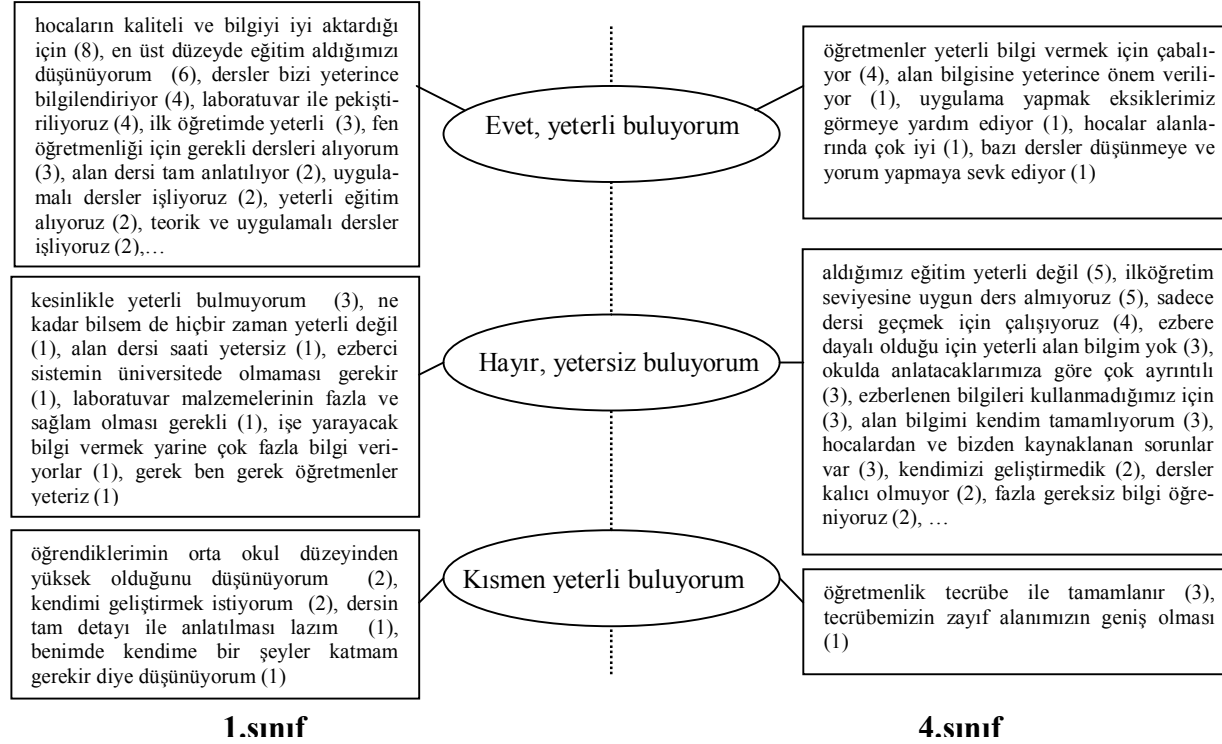 hocaların kaliteli ve bilgiyi iyi aktardığı
için (8), en üst düzeyde eğitim aldığımızı
düşünüyorum (6), dersler bizi yeterince
bilgilendiriyor (4), laboratuvar ile pekişti-
riliyoruz (4), ilk öğretimde yeterli (3), fen
öğretmenliği için gerekli dersleri alıyorum
(3), alan dersi tam anlatılıyor (2), uygula-
malı dersler işliyoruz (2), yeterli eğitim
alıyoruz (2), teorik ve uygulamalı dersler
işliyoruz (2),…
Evet, yeterli buluyorum
öğretmenler yeterli bilgi vermek için çabalı-
yor (4), alan bilgisine yeterince önem verili-
yor (1), uygulama yapmak eksiklerimiz
görmeye yardım ediyor (1), hocalar alanla-
rında çok iyi (1), bazı dersler düşünmeye ve
yorum yapmaya sevk ediyor (1)
kesinlikle yeterli bulmuyorum (3), ne
kadar bilsem de hiçbir zaman yeterli değil
(1), alan dersi saati yetersiz (1), ezberci
sistemin üniversitede olmaması gerekir
(1), laboratuvar malzemelerinin fazla ve
sağlam olması gerekli (1), işe yarayacak
bilgi vermek yarine çok fazla bilgi veri-
yorlar (1), gerek ben gerek öğretmenler
yeteriz (1)
Hayır, yetersiz buluyorum
aldığımız eğitim yeterli değil (5), ilköğretim
seviyesine uygun ders almıyoruz (5), sadece
dersi geçmek için çalışıyoruz (4), ezbere
dayalı olduğu için yeterli alan bilgim yok (3),
okulda anlatacaklarımıza göre çok ayrıntılı
(3), ezberlenen bilgileri kullanmadığımız için
(3), alan bilgimi kendim tamamlıyorum (3),
hocalardan ve bizden kaynaklanan sorunlar
var (3), kendimizi geliştirmedik (2), dersler
kalıcı olmuyor (2), fazla gereksiz bilgi öğre-
niyoruz (2), …
öğrendiklerimin orta okul düzeyinden
yüksek olduğunu düşünüyorum (2),
kendimi geliştirmek istiyorum (2), dersin
tam detayı ile anlatılması lazım (1),
benimde kendime bir şeyler katmam
gerekir diye düşünüyorum (1)
Kısmen yeterli buluyorum
öğretmenlik tecrübe ile tamamlanır (3),
tecrübemizin zayıf alanımızın geniş olması
(1)
1.sınıf
4.sınıf